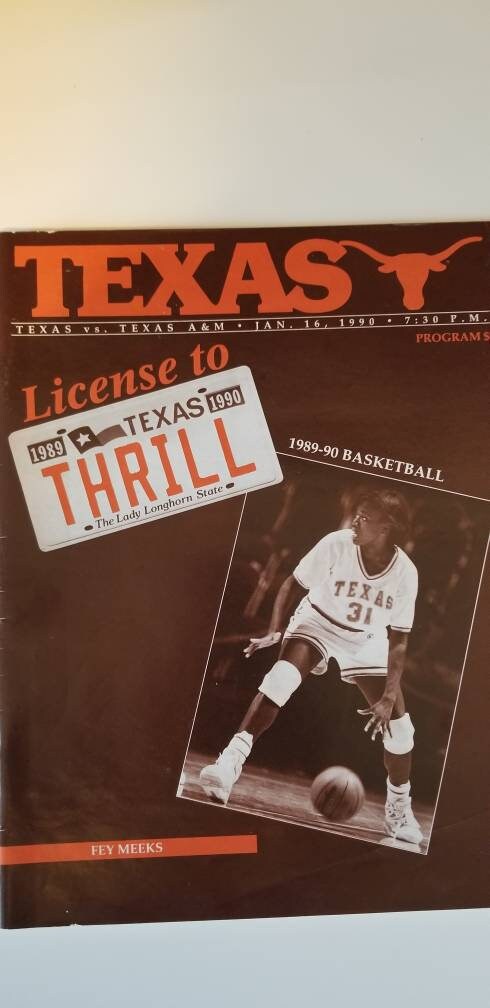 TEXAS
TEXAS vs. TEXAS A&M • JAN. 16, 1990 • 7:30 P.M.
PROGRAM $
License to
1989 TEXAS 1990
THRILL
The Lady Longhorn State
1989-90 BASKETBALL
TEXAS
31
FEY MEEKS